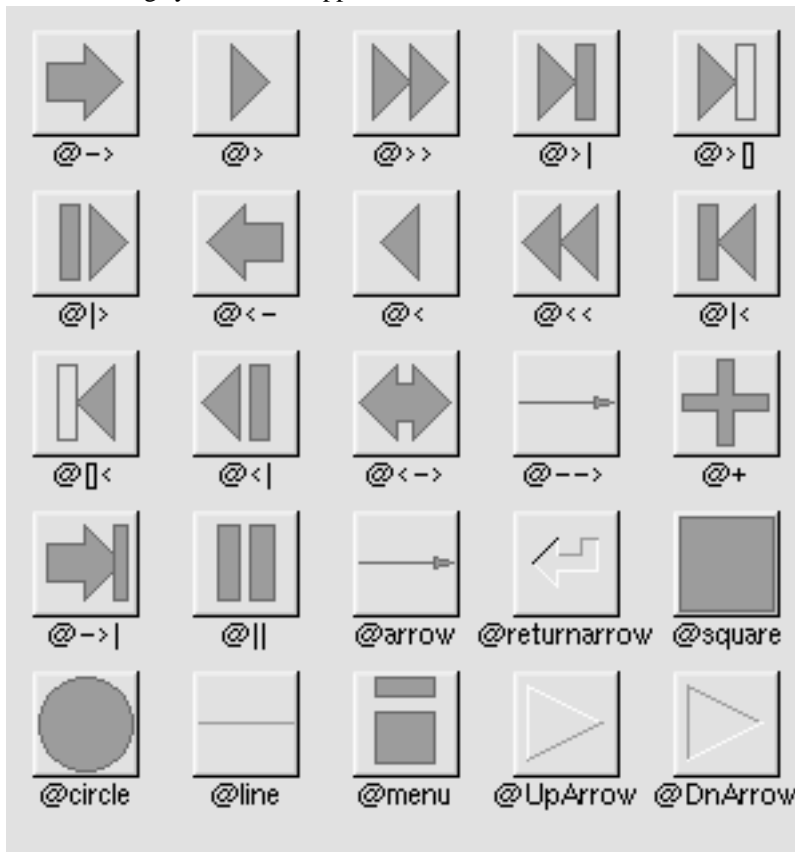 @-> @> @>> @>| @>[]
@|> @<- @< @<< @|<
@[]< @<| @<-> @--> @+
@->| @|| @arrow @returnarrow @square
@circle @line @menu @UpArrow @DnArrow